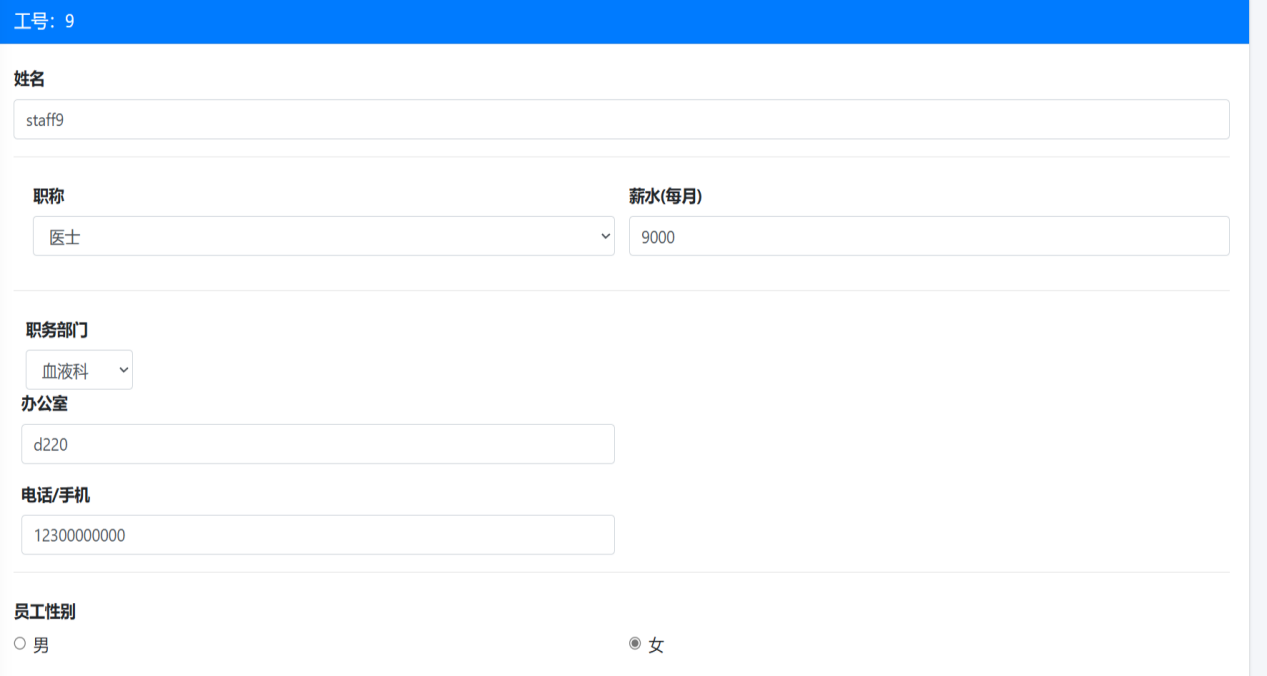 工号：9
姓名
staff9
职称
薪水(每月)
医士
9000
职务部门
血液科
办公室
d220
电话/手机
12300000000
员工性别
男
女